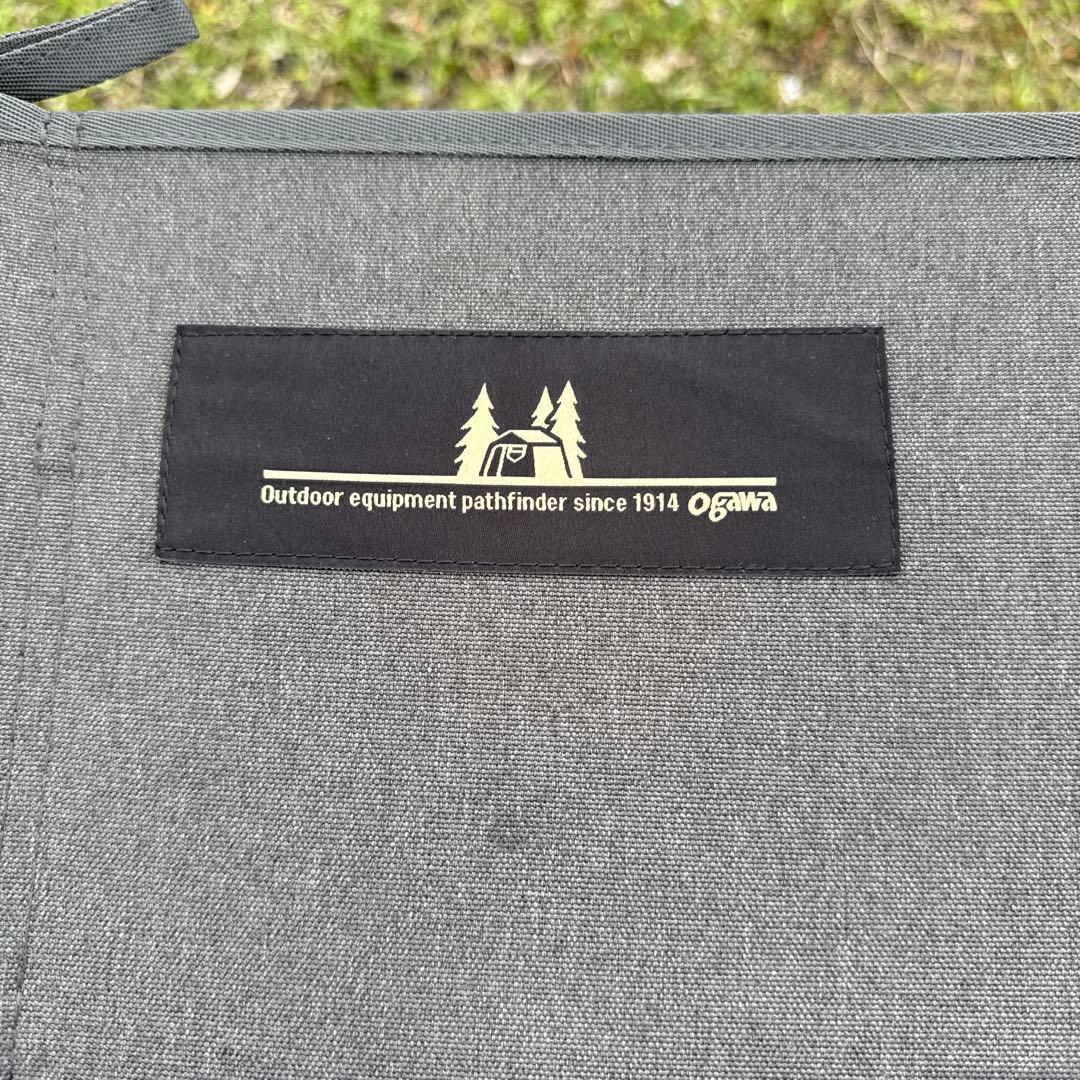 Outdoor equipment pathfinder since 1914 ogawa